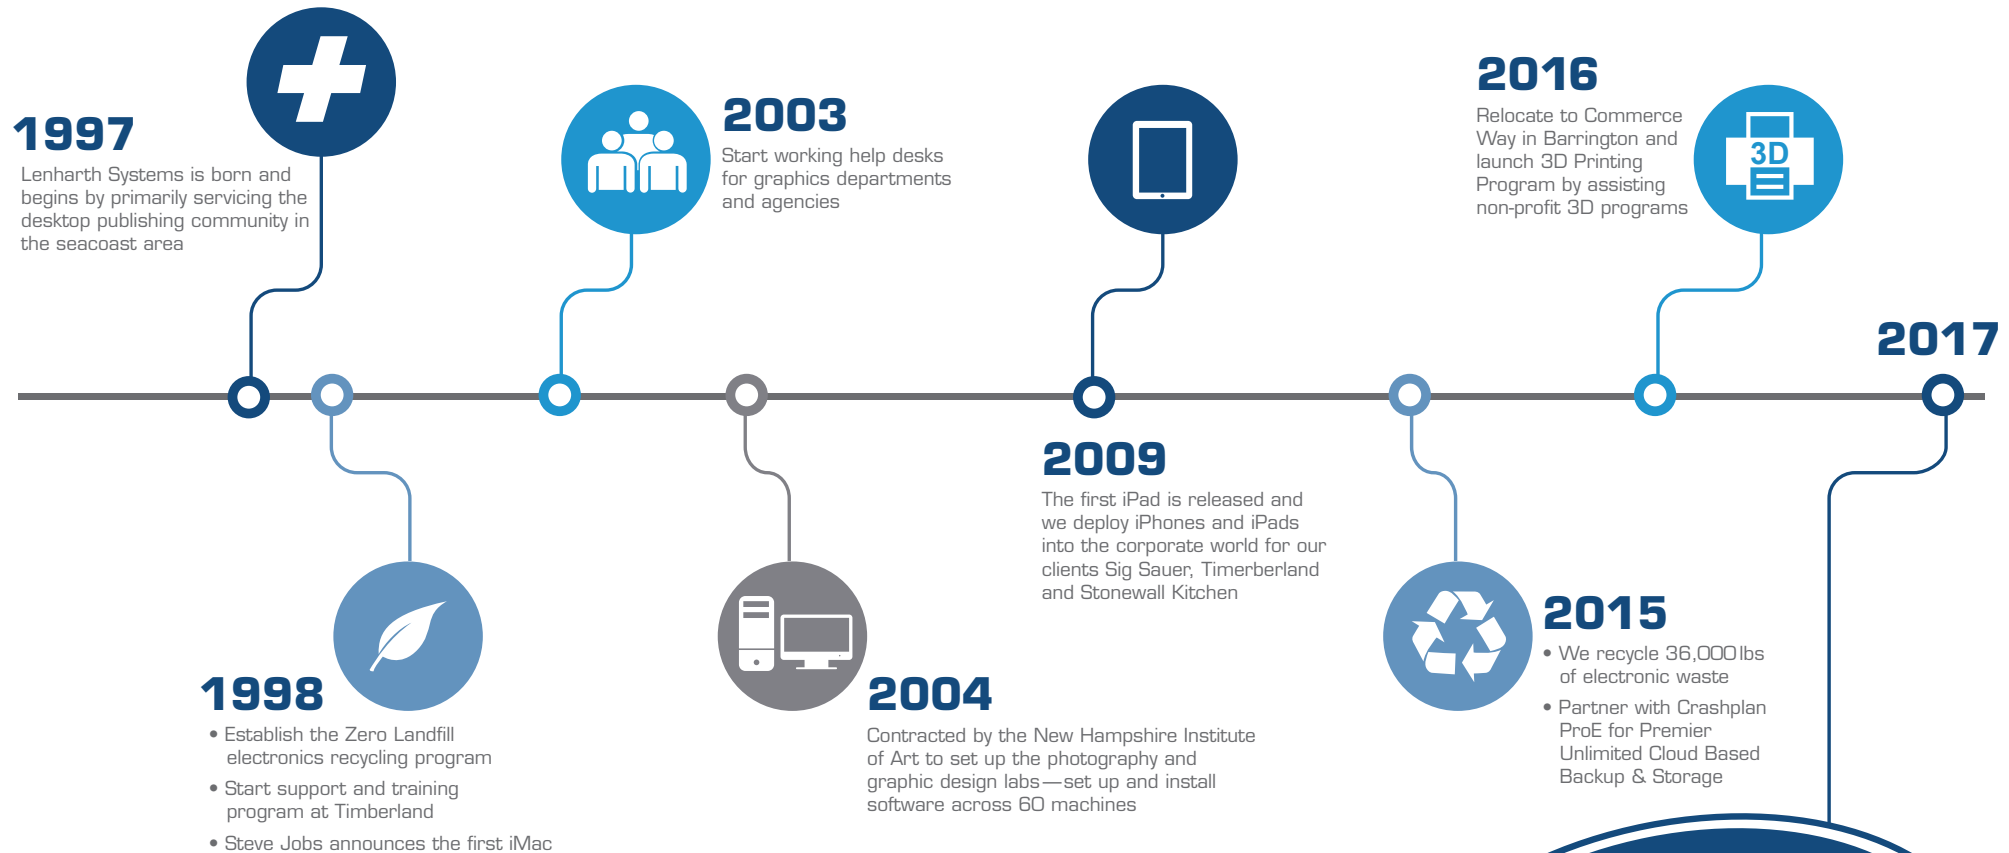 1997
Lenharth Systems is born and
begins by primarily servicing the
desktop publishing community in
the seacoast area
2003
Start working help desks
for graphics departments
and agencies
2016
Relocate to Commerce
Way in Barrington and
launch 3D Printing
Program by assisting
non-profit 3D programs
3D
2017
1998
• Establish the Zero Landfill
electronics recycling program
• Start support and training
program at Timberland
• Steve Jobs announces the first iMac
2004
Contracted by the New Hampshire Institute
of Art to set up the photography and
graphic design labs—set up and install
software across 60 machines
2009
The first iPad is released and
we deploy iPhones and iPads
into the corporate world for our
clients Sig Sauer, Timerberland
and Stonewall Kitchen
2015
• We recycle 36,000 lbs
of electronic waste
• Partner with Crashplan
ProE for Premier
Unlimited Cloud Based
Backup & Storage